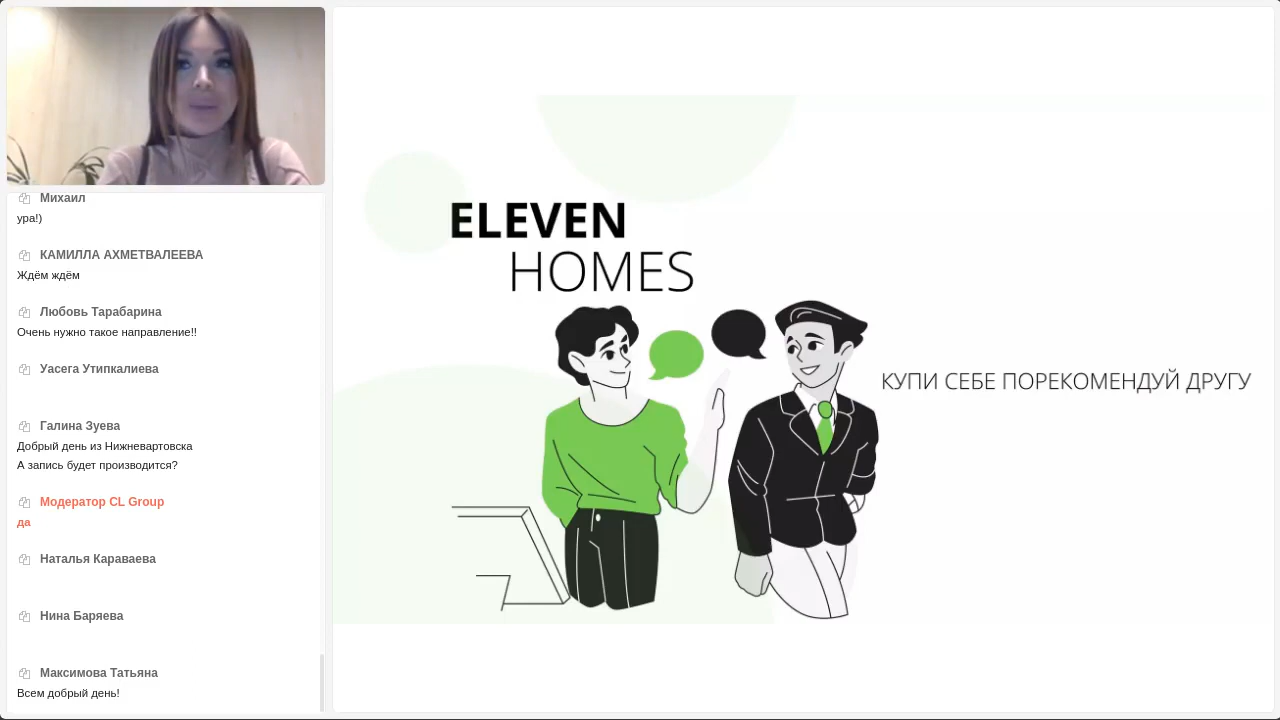 Михаил
ура!)
КАМИЛЛА АХМЕТВАЛЕЕВА
Ждём ждём
Любовь Тарабарина
Очень нужно такое направление!!
Уасега Утипкалиева
Галина Зуева
Добрый день из Нижневартовска
А запись будет производится?
Модератор CL Group
да
Наталья Караваева
Нина Баряева
Максимова Татьяна
Всем добрый день!
ELEVEN
HOMES
КУПИ СЕБЕ ПОРЕКОМЕНДУЙ ДРУГУ